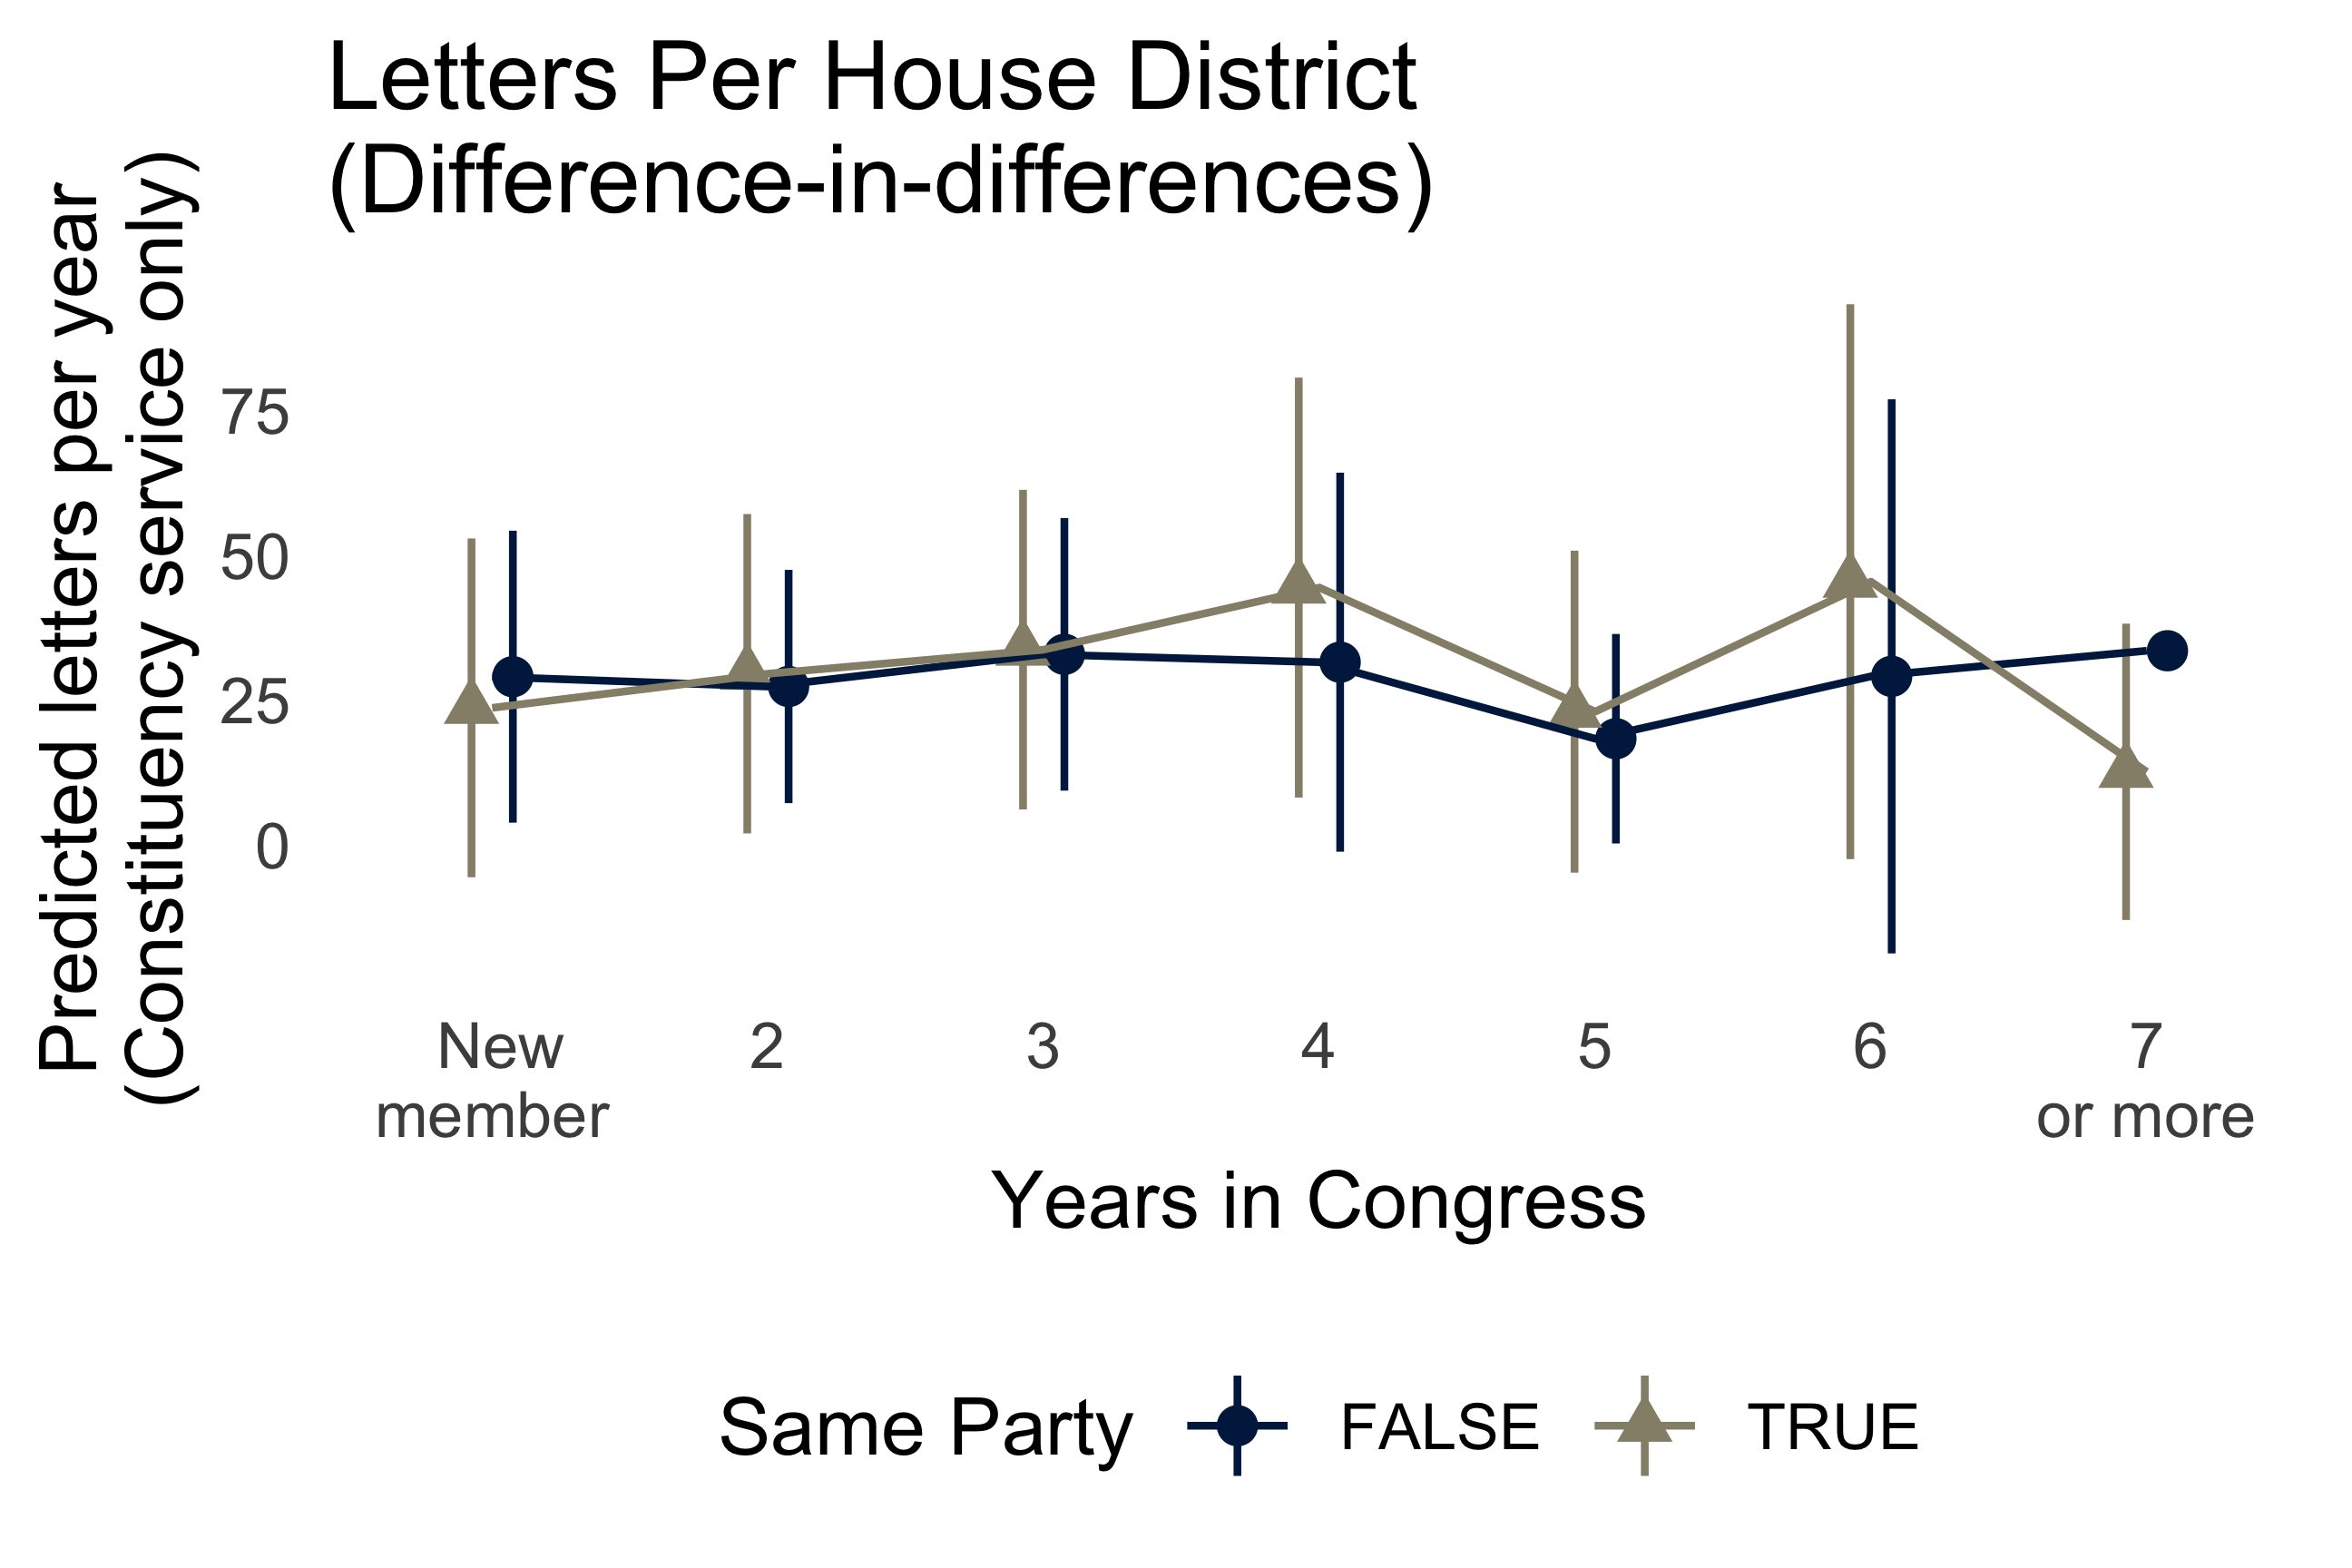 Letters Per House District
(Difference-in-differences)
Predicted letters per year
(Constituency service only)
75
50
25
0
New
member
2
3
4
5
6
7
or more
Years in Congress
Same Party
FALSE
TRUE